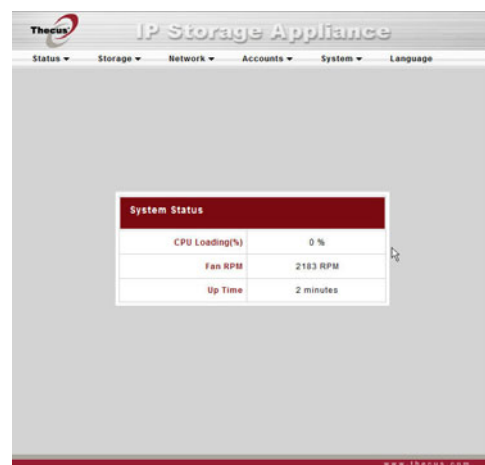 Thecus
IP Storage Appliance
Status Storage Network Accounts System Language
System Status
CPU Loading(%) 0 %
Fan RPM 2183 RPM
Up Time 2 minutes
www.thecus.com